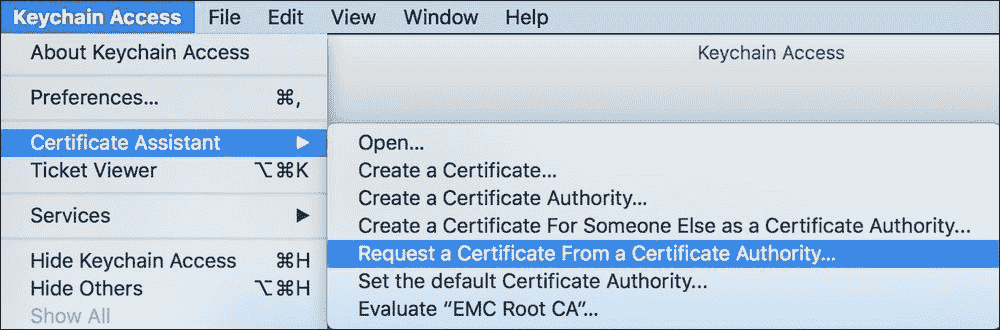 Keychain Access File Edit View Window Help
About Keychain Access
Keychain Access
Preferences... ⌘,
Certificate Assistant ▶
Ticket Viewer ⌥⌘K
Services ▶
Hide Keychain Access ⌘H
Hide Others ⌥⌘H
Show All
Open...
Create a Certificate...
Create a Certificate Authority...
Create a Certificate For Someone Else as a Certificate Authority...
Request a Certificate From a Certificate Authority...
Set the default Certificate Authority...
Evaluate “EMC Root CA”...